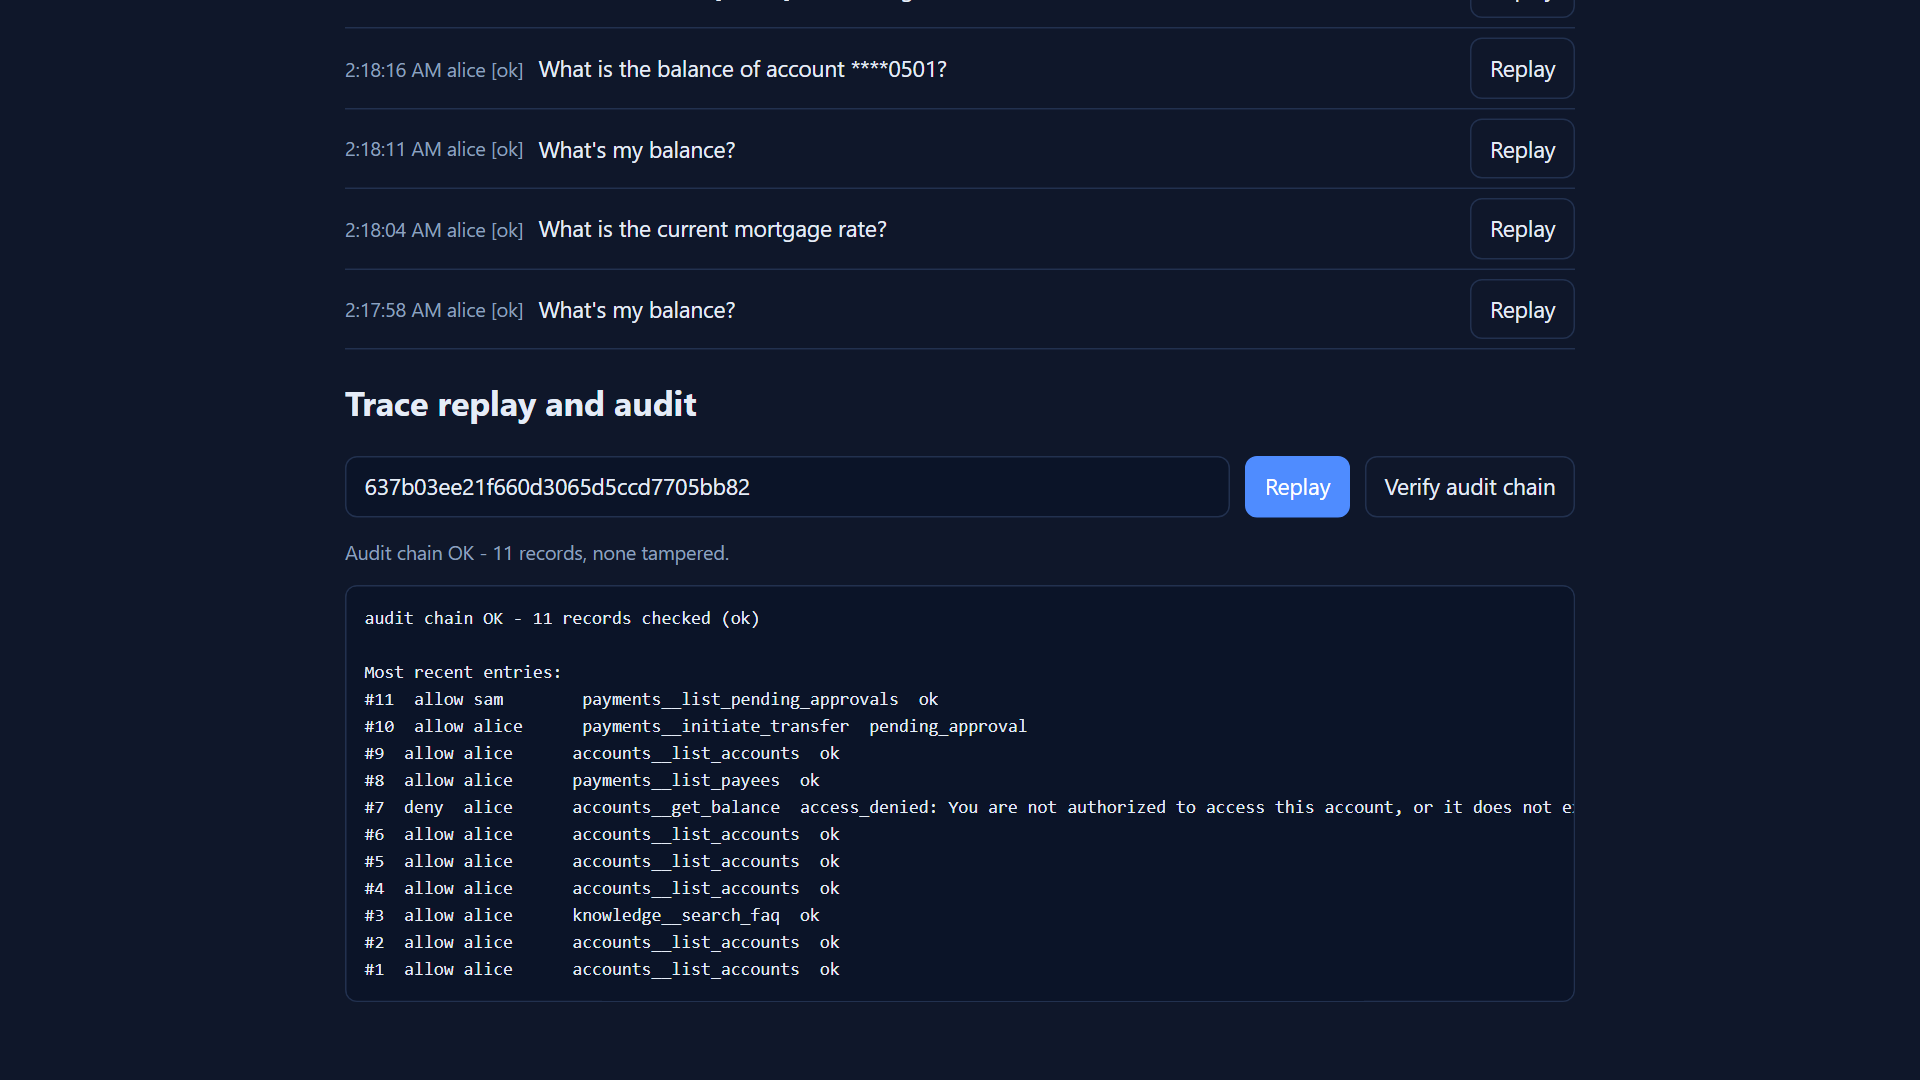 2:18:16 AM alice [ok] What is the balance of account ****0501? Replay
2:18:11 AM alice [ok] What's my balance? Replay
2:18:04 AM alice [ok] What is the current mortgage rate? Replay
2:17:58 AM alice [ok] What's my balance? Replay
Trace replay and audit
637b03ee21f660d3065d5ccd7705bb82 Replay Verify audit chain
Audit chain OK - 11 records, none tampered.
audit chain OK - 11 records checked (ok)
Most recent entries:
#11 allow sam payments__list_pending_approvals ok
#10 allow alice payments__initiate_transfer pending_approval
#9 allow alice accounts__list_accounts ok
#8 allow alice payments__list_payees ok
#7 deny alice accounts__get_balance access_denied: You are not authorized to access this account, or it does not
#6 allow alice accounts__list_accounts ok
#5 allow alice accounts__list_accounts ok
#4 allow alice accounts__list_accounts ok
#3 allow alice knowledge__search_faq ok
#2 allow alice accounts__list_accounts ok
#1 allow alice accounts__list_accounts ok